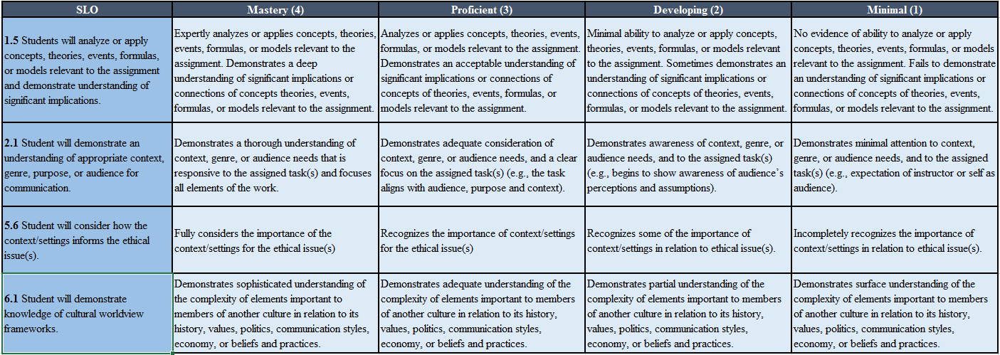 SLO
Mastery (4)
Proficient (3)
Developing (2)
Minimal (1)
1.5 Students will analyze or apply
concepts, theories, events, formulas,
or models relevant to the assignment
and demonstrate understanding of
significant implications.
Expertly analyzes or applies concepts, theories,
events, formulas, or models relevant to the
assignment. Demonstrates a deep
understanding of significant implications or
connections of concepts theories, events,
formulas, or models relevant to the assignment.
Analyzes or applies concepts, theories, events,
formulas, or models relevant to the assignment.
Demonstrates an acceptable understanding of
significant implications or connections of
concepts of theories, events, formulas, or
models relevant to the assignment.
Minimal ability to analyze or apply concepts,
theories, events, formulas, or models relevant
to the assignment. Sometimes demonstrates an
understanding of significant implications or
connections of concepts of theories, events,
formulas, or models relevant to the assignment.
No evidence of ability to analyze or apply
concepts, theories, events, formulas, or models
relevant to the assignment. Fails to demonstrate
an understanding of significant implications or
connections of concepts of theories, events,
formulas, or models relevant to the assignment.
2.1 Student will demonstrate an
understanding of appropriate context,
genre, purpose, or audience for
communication.
Demonstrates a thorough understanding of
context, genre, or audience needs that is
responsive to the assigned task(s) and focuses
all elements of the work.
Demonstrates adequate consideration of
context, genre, or audience needs, and a clear
focus on the assigned task(s) (e.g., the task
aligns with audience, purpose and context).
Demonstrates awareness of context, genre, or
audience needs, and to the assigned task(s)
(e.g., begins to show awareness of audience’s
perceptions and assumptions).
Demonstrates minimal attention to context,
genre, or audience needs, and to the assigned
task(s) (e.g., expectation of instructor or self as
audience).
5.6 Student will consider how the
context/settings informs the ethical
issue(s).
Fully considers the importance of the
context/settings for the ethical issue(s)
Recognizes the importance of context/settings
for the ethical issue(s)
Recognizes some of the importance of
context/settings in relation to ethical issue(s).
Incompletely recognizes the importance of
context/settings in relation to ethical issue(s).
6.1 Student will demonstrate
knowledge of cultural worldview
frameworks.
Demonstrates sophisticated understanding of
the complexity of elements important to
members of another culture in relation to its
history, values, politics, communication styles,
economy, or beliefs and practices.
Demonstrates adequate understanding of the
complexity of elements important to members
of another culture in relation to its history,
values, politics, communication styles,
economy, or beliefs and practices.
Demonstrates partial understanding of the
complexity of elements important to members
of another culture in relation to its history,
values, politics, communication styles,
economy, or beliefs and practices.
Demonstrates surface understanding of the
complexity of elements important to members
of another culture in relation to its history,
values, politics, communication styles,
economy, or beliefs and practices.